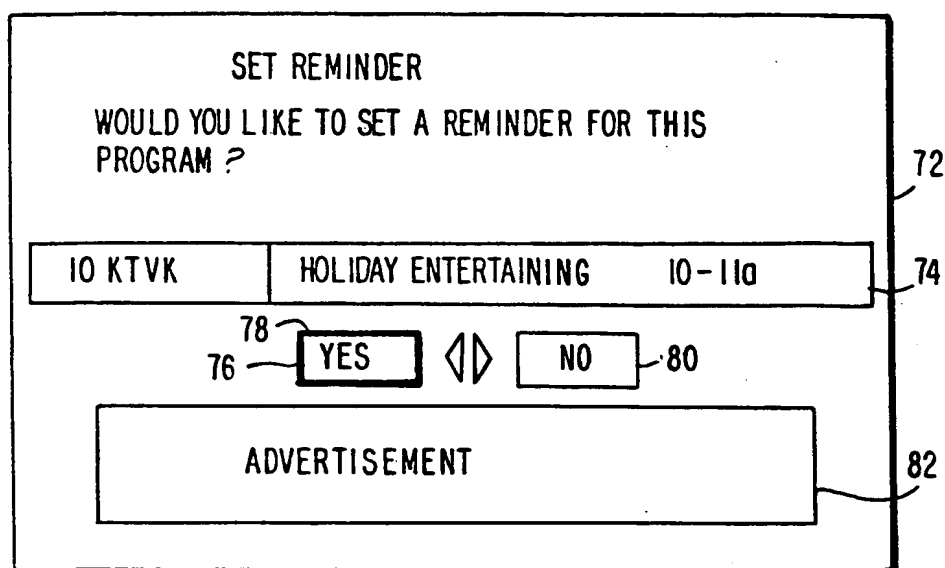 SET REMINDER
WOULD YOU LIKE TO SET A REMINDER FOR THIS
PROGRAM ?
72
10 KTVK HOLIDAY ENTERTAINING 10-11a
74
78
76 YES NO 80
ADVERTISEMENT
82